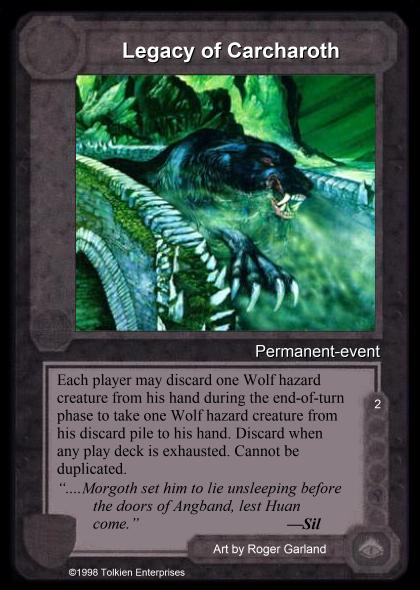 Legacy of Carcharoth
Permanent-event
Each player may discard one Wolf hazard
creature from his hand during the end-of-turn
phase to take one Wolf hazard creature from
his discard pile to his hand. Discard when
any play deck is exhausted. Cannot be
duplicated.
2
“....Morgoth set him to lie unsleeping before
the doors of Angband, lest Huan
come.” —Sil
Art by Roger Garland
©1998 Tolkien Enterprises